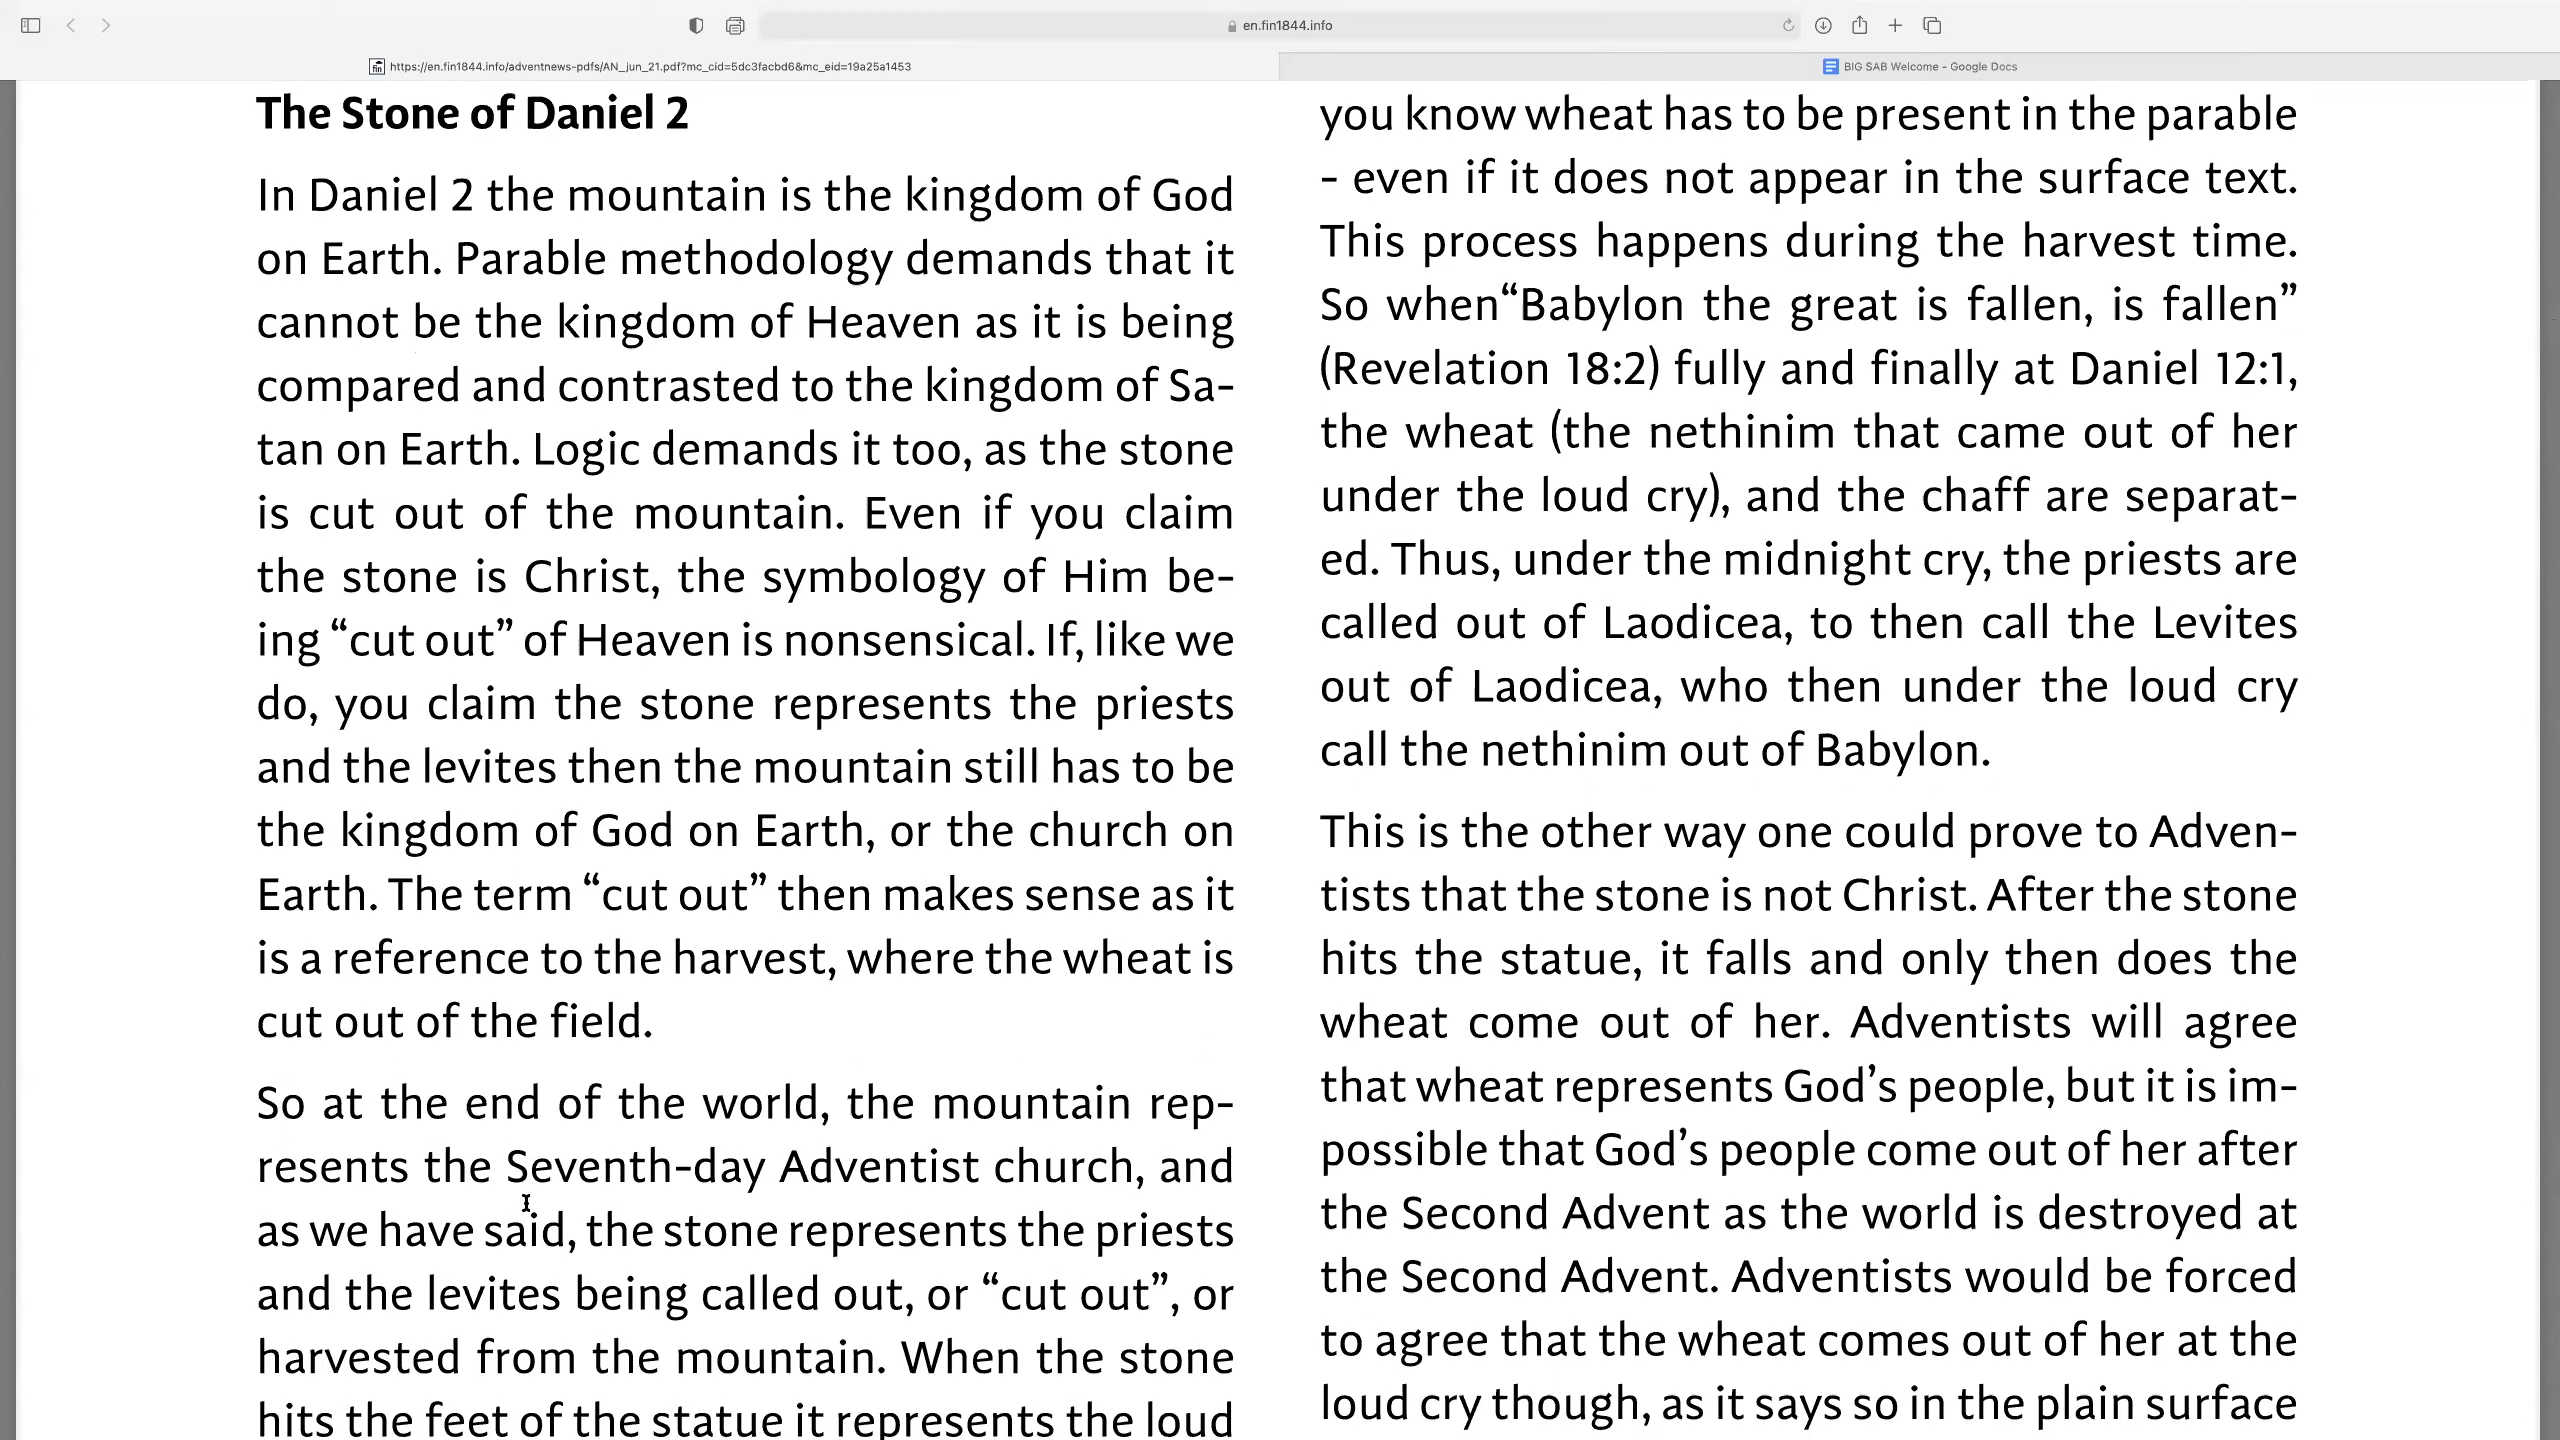 en.fin1844.info
https://en.fin1844.info/adventnews-pdfs/AN_jun_21.pdf?mc_cid=5dc3facbd6&mc_eid=19a25a1453
BIG SAB Welcome - Google Docs
The Stone of Daniel 2
In Daniel 2 the mountain is the kingdom of God
on Earth. Parable methodology demands that it
cannot be the kingdom of Heaven as it is being
compared and contrasted to the kingdom of Sa-
tan on Earth. Logic demands it too, as the stone
is cut out of the mountain. Even if you claim
the stone is Christ, the symbology of Him be-
ing “cut out” of Heaven is nonsensical. If, like we
do, you claim the stone represents the priests
and the levites then the mountain still has to be
the kingdom of God on Earth, or the church on
Earth. The term “cut out” then makes sense as it
is a reference to the harvest, where the wheat is
cut out of the field.
So at the end of the world, the mountain rep-
resents the Seventh-day Adventist church, and
as we have said, the stone represents the priests
and the levites being called out, or “cut out”, or
harvested from the mountain. When the stone
hits the feet of the statue it represents the loud
you know wheat has to be present in the parable
- even if it does not appear in the surface text.
This process happens during the harvest time.
So when“Babylon the great is fallen, is fallen”
(Revelation 18:2) fully and finally at Daniel 12:1,
the wheat (the nethinim that came out of her
under the loud cry), and the chaff are separat-
ed. Thus, under the midnight cry, the priests are
called out of Laodicea, to then call the Levites
out of Laodicea, who then under the loud cry
call the nethinim out of Babylon.
This is the other way one could prove to Adven-
tists that the stone is not Christ. After the stone
hits the statue, it falls and only then does the
wheat come out of her. Adventists will agree
that wheat represents God’s people, but it is im-
possible that God’s people come out of her after
the Second Advent as the world is destroyed at
the Second Advent. Adventists would be forced
to agree that the wheat comes out of her at the
loud cry though, as it says so in the plain surface